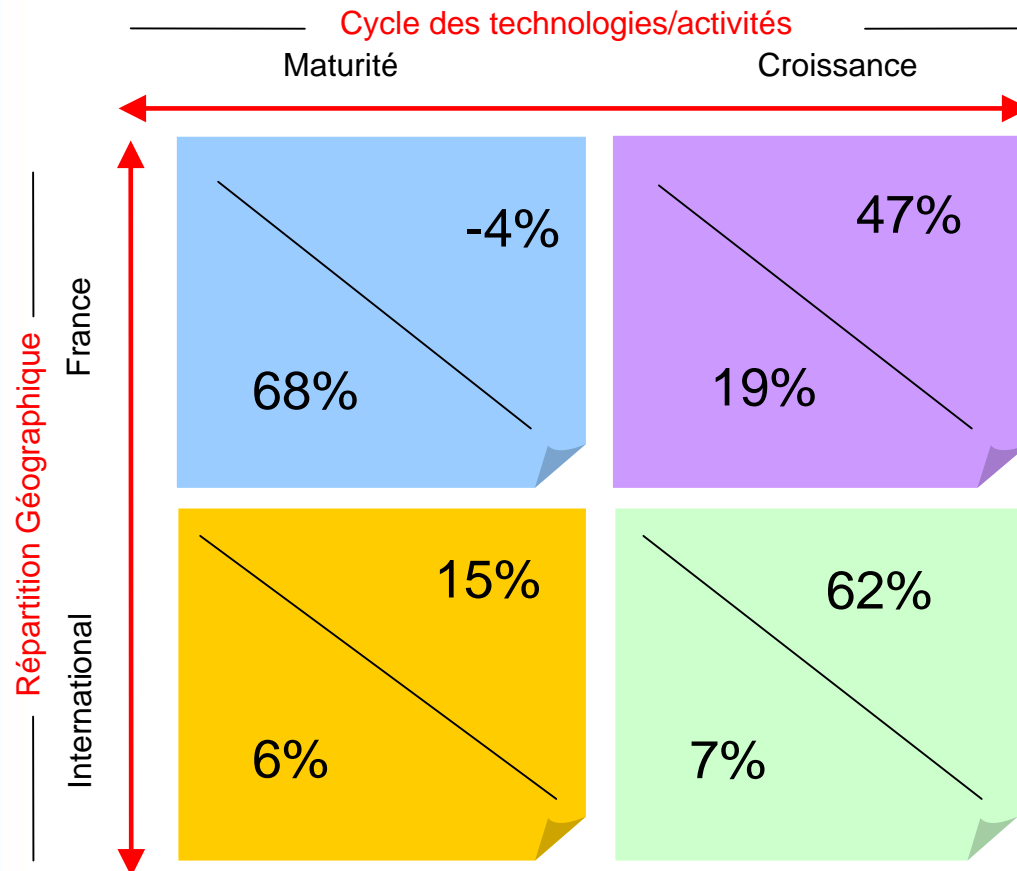 Cycle des technologies/activités
Maturité
Croissance
Répartition Géographique
France
-4%
68%
47%
19%
International
15%
6%
62%
7%